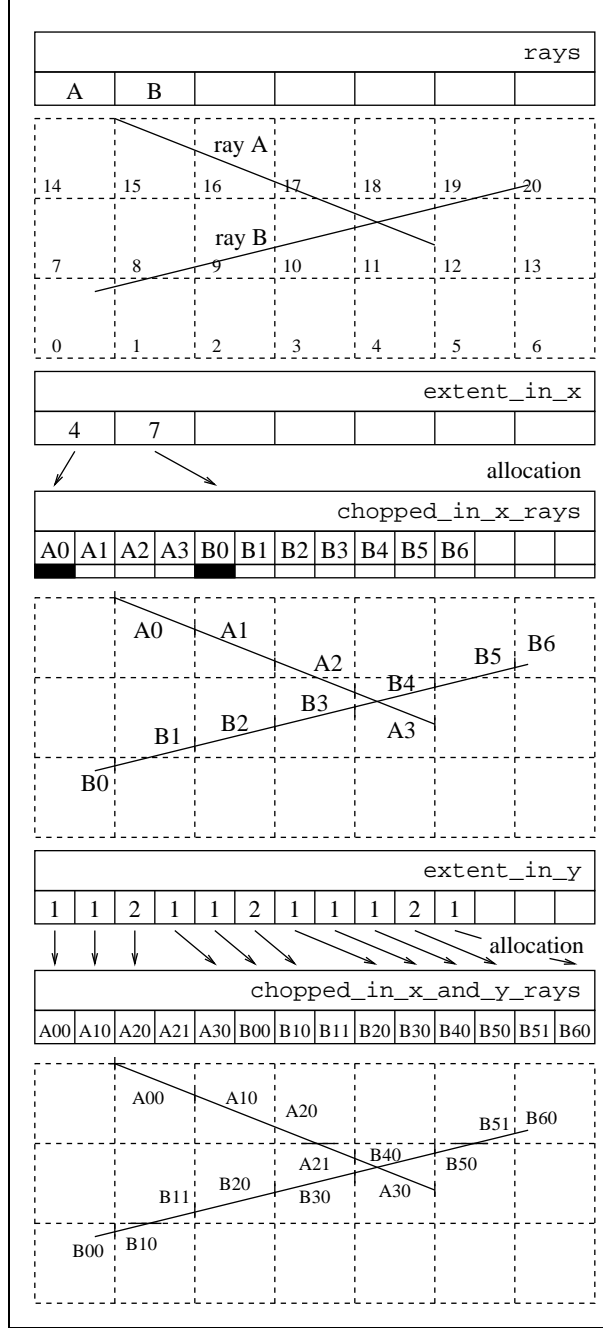 rays
A B
ray A
14 15 16 17 18 19 20
ray B
7 8 9 10 11 12 13
0 1 2 3 4 5 6
extent_in_x
4 7
allocation
chopped_in_x_rays
A0 A1 A2 A3 B0 B1 B2 B3 B4 B5 B6
A0 A1
B6
A2 B5
B4
B3
A3
B2
B1
B0
extent_in_y
1 1 2 1 1 2 1 1 1 2 1
allocation
chopped_in_x_and_y_rays
A00 A10 A20 A21 A30 B00 B10 B11 B20 B30 B40 B50 B51 B60
A00 A10
A20
B51 B60
A21 B40 B50
B20
B11 B30 A30
B00 B10